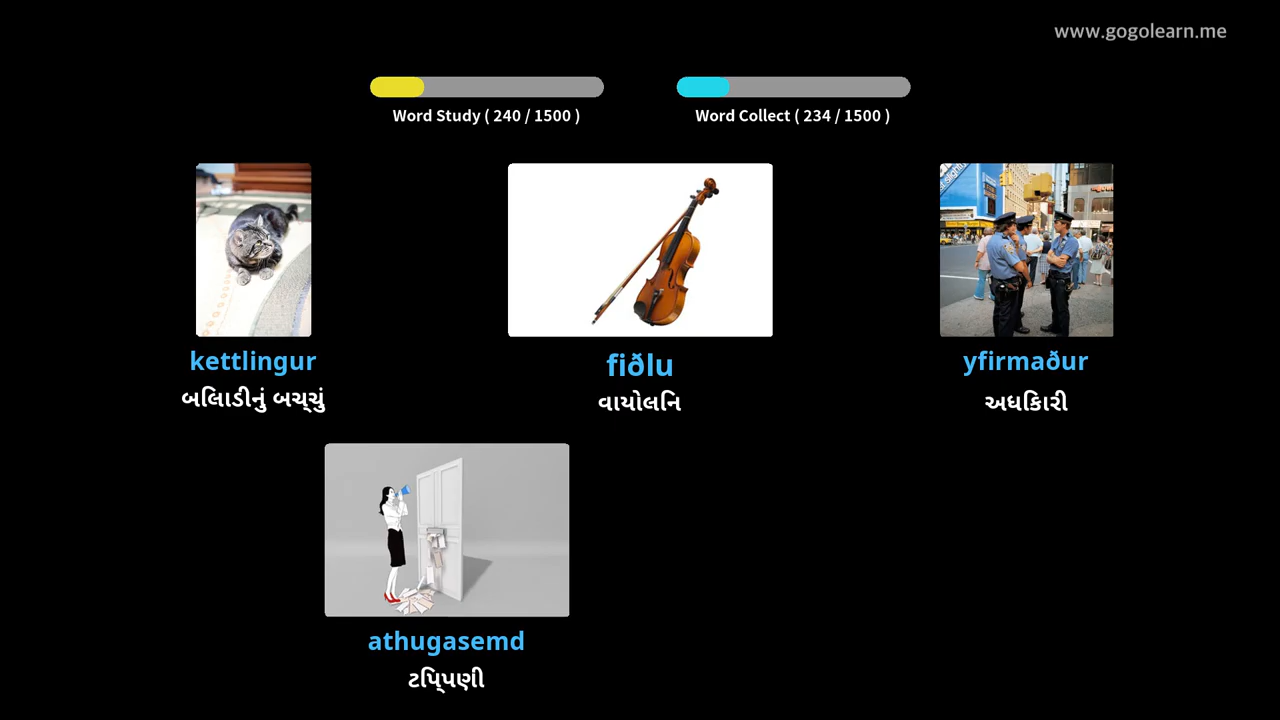 www.gogolearn.me
Word Study ( 240 / 1500 )
Word Collect ( 234 / 1500 )
kettlingur
બિલાડીનું બચ્ચું
fiðlu
વાયોલિન
yfirmaður
અધિકારી
athugasemd
ટિપ્પણી